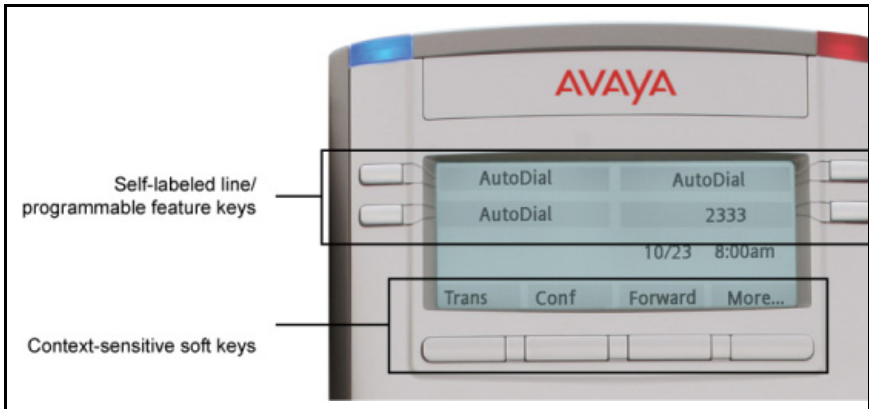 AVAYA
Self-labeled line/
programmable feature keys
AutoDial AutoDial
AutoDial 2333
10/23 8:00am
Trans Conf Forward More...
Context-sensitive soft keys